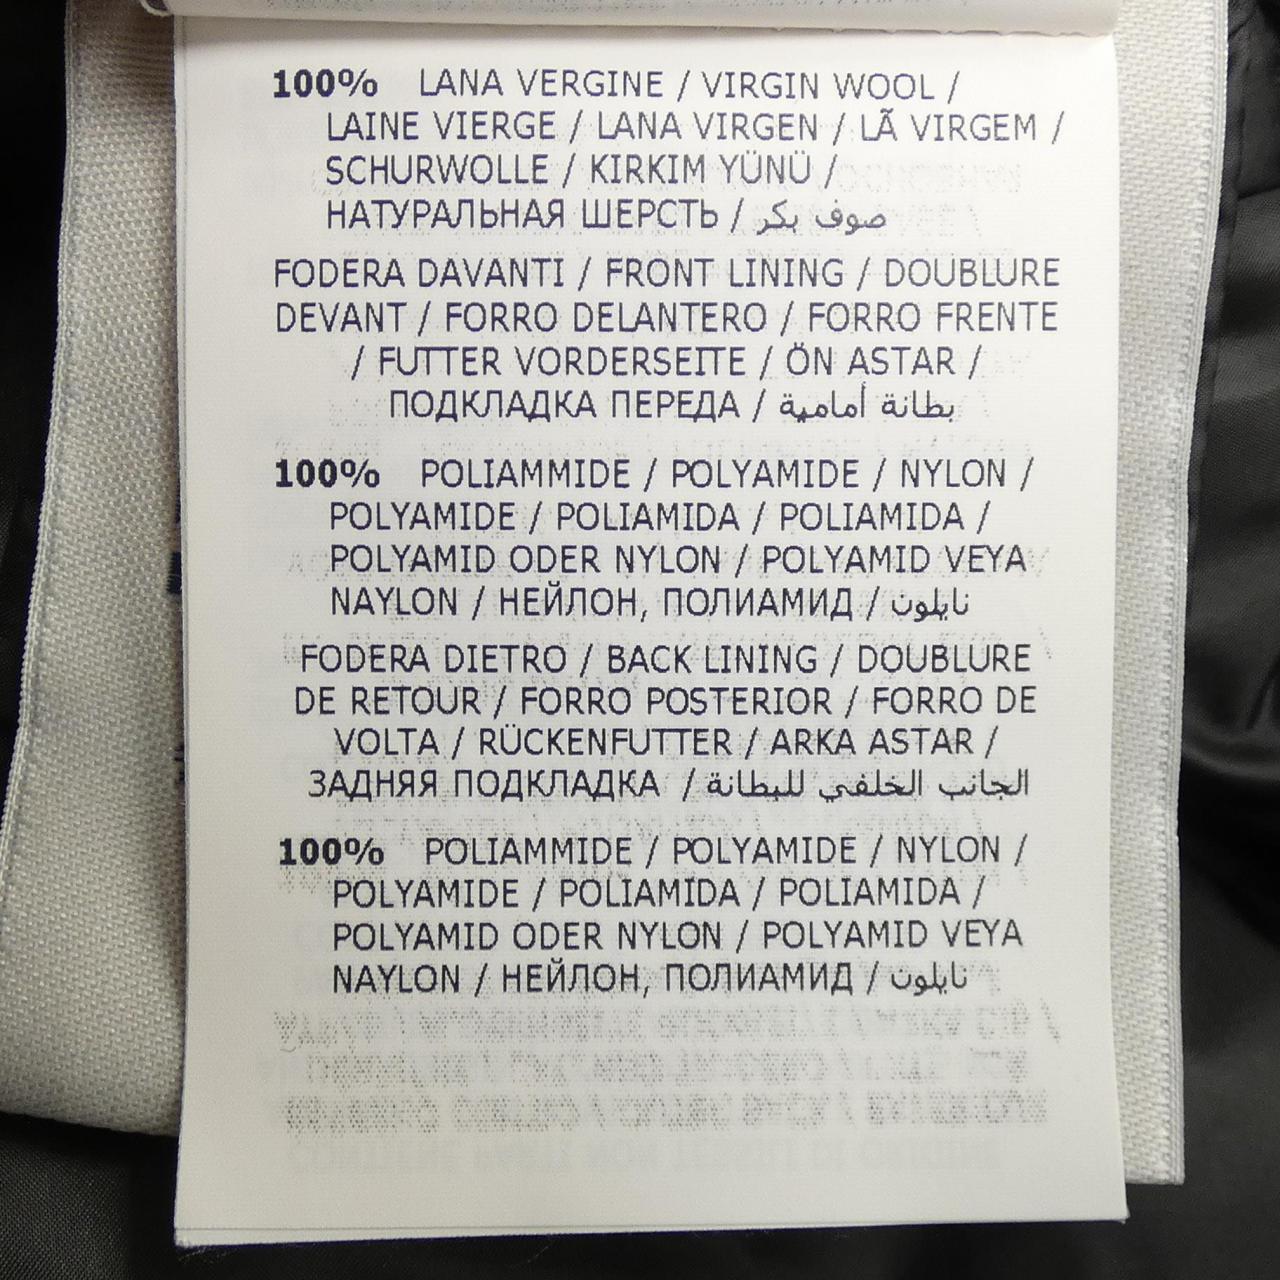 100% LANA VERGINE / VIRGIN WOOL /
LAINE VIERGE / LANA VIRGEN / LÃ VIRGEM /
SCHURWOLLE / KIRKIM YÜNÜ /
НАТУРАЛЬНАЯ ШЕРСТЬ / صوف بكر
FODERA DAVANTI / FRONT LINING / DOUBLURE
DEVANT / FORRO DELANTERO / FORRO FRENTE
/ FUTTER VORDERSEITE / ÖN ASTAR /
ПОДКЛАДКА ПЕРЕДА / بطانة أمامية
100% POLIAMMIDE / POLYAMIDE / NYLON /
POLYAMIDE / POLIAMIDA / POLIAMIDA /
POLYAMID ODER NYLON / POLYAMID VEYA
NAYLON / НЕЙЛОН, ПОЛИАМИД / نايلون
FODERA DIETRO / BACK LINING / DOUBLURE
DE RETOUR / FORRO POSTERIOR / FORRO DE
VOLTA / RÜCKENFUTTER / ARKA ASTAR /
ЗАДНЯЯ ПОДКЛАДКА / الجانب الخلفي للبطانة
100% POLIAMMIDE / POLYAMIDE / NYLON /
POLYAMIDE / POLIAMIDA / POLIAMIDA /
POLYAMID ODER NYLON / POLYAMID VEYA
NAYLON / НЕЙЛОН, ПОЛИАМИД / نايلون